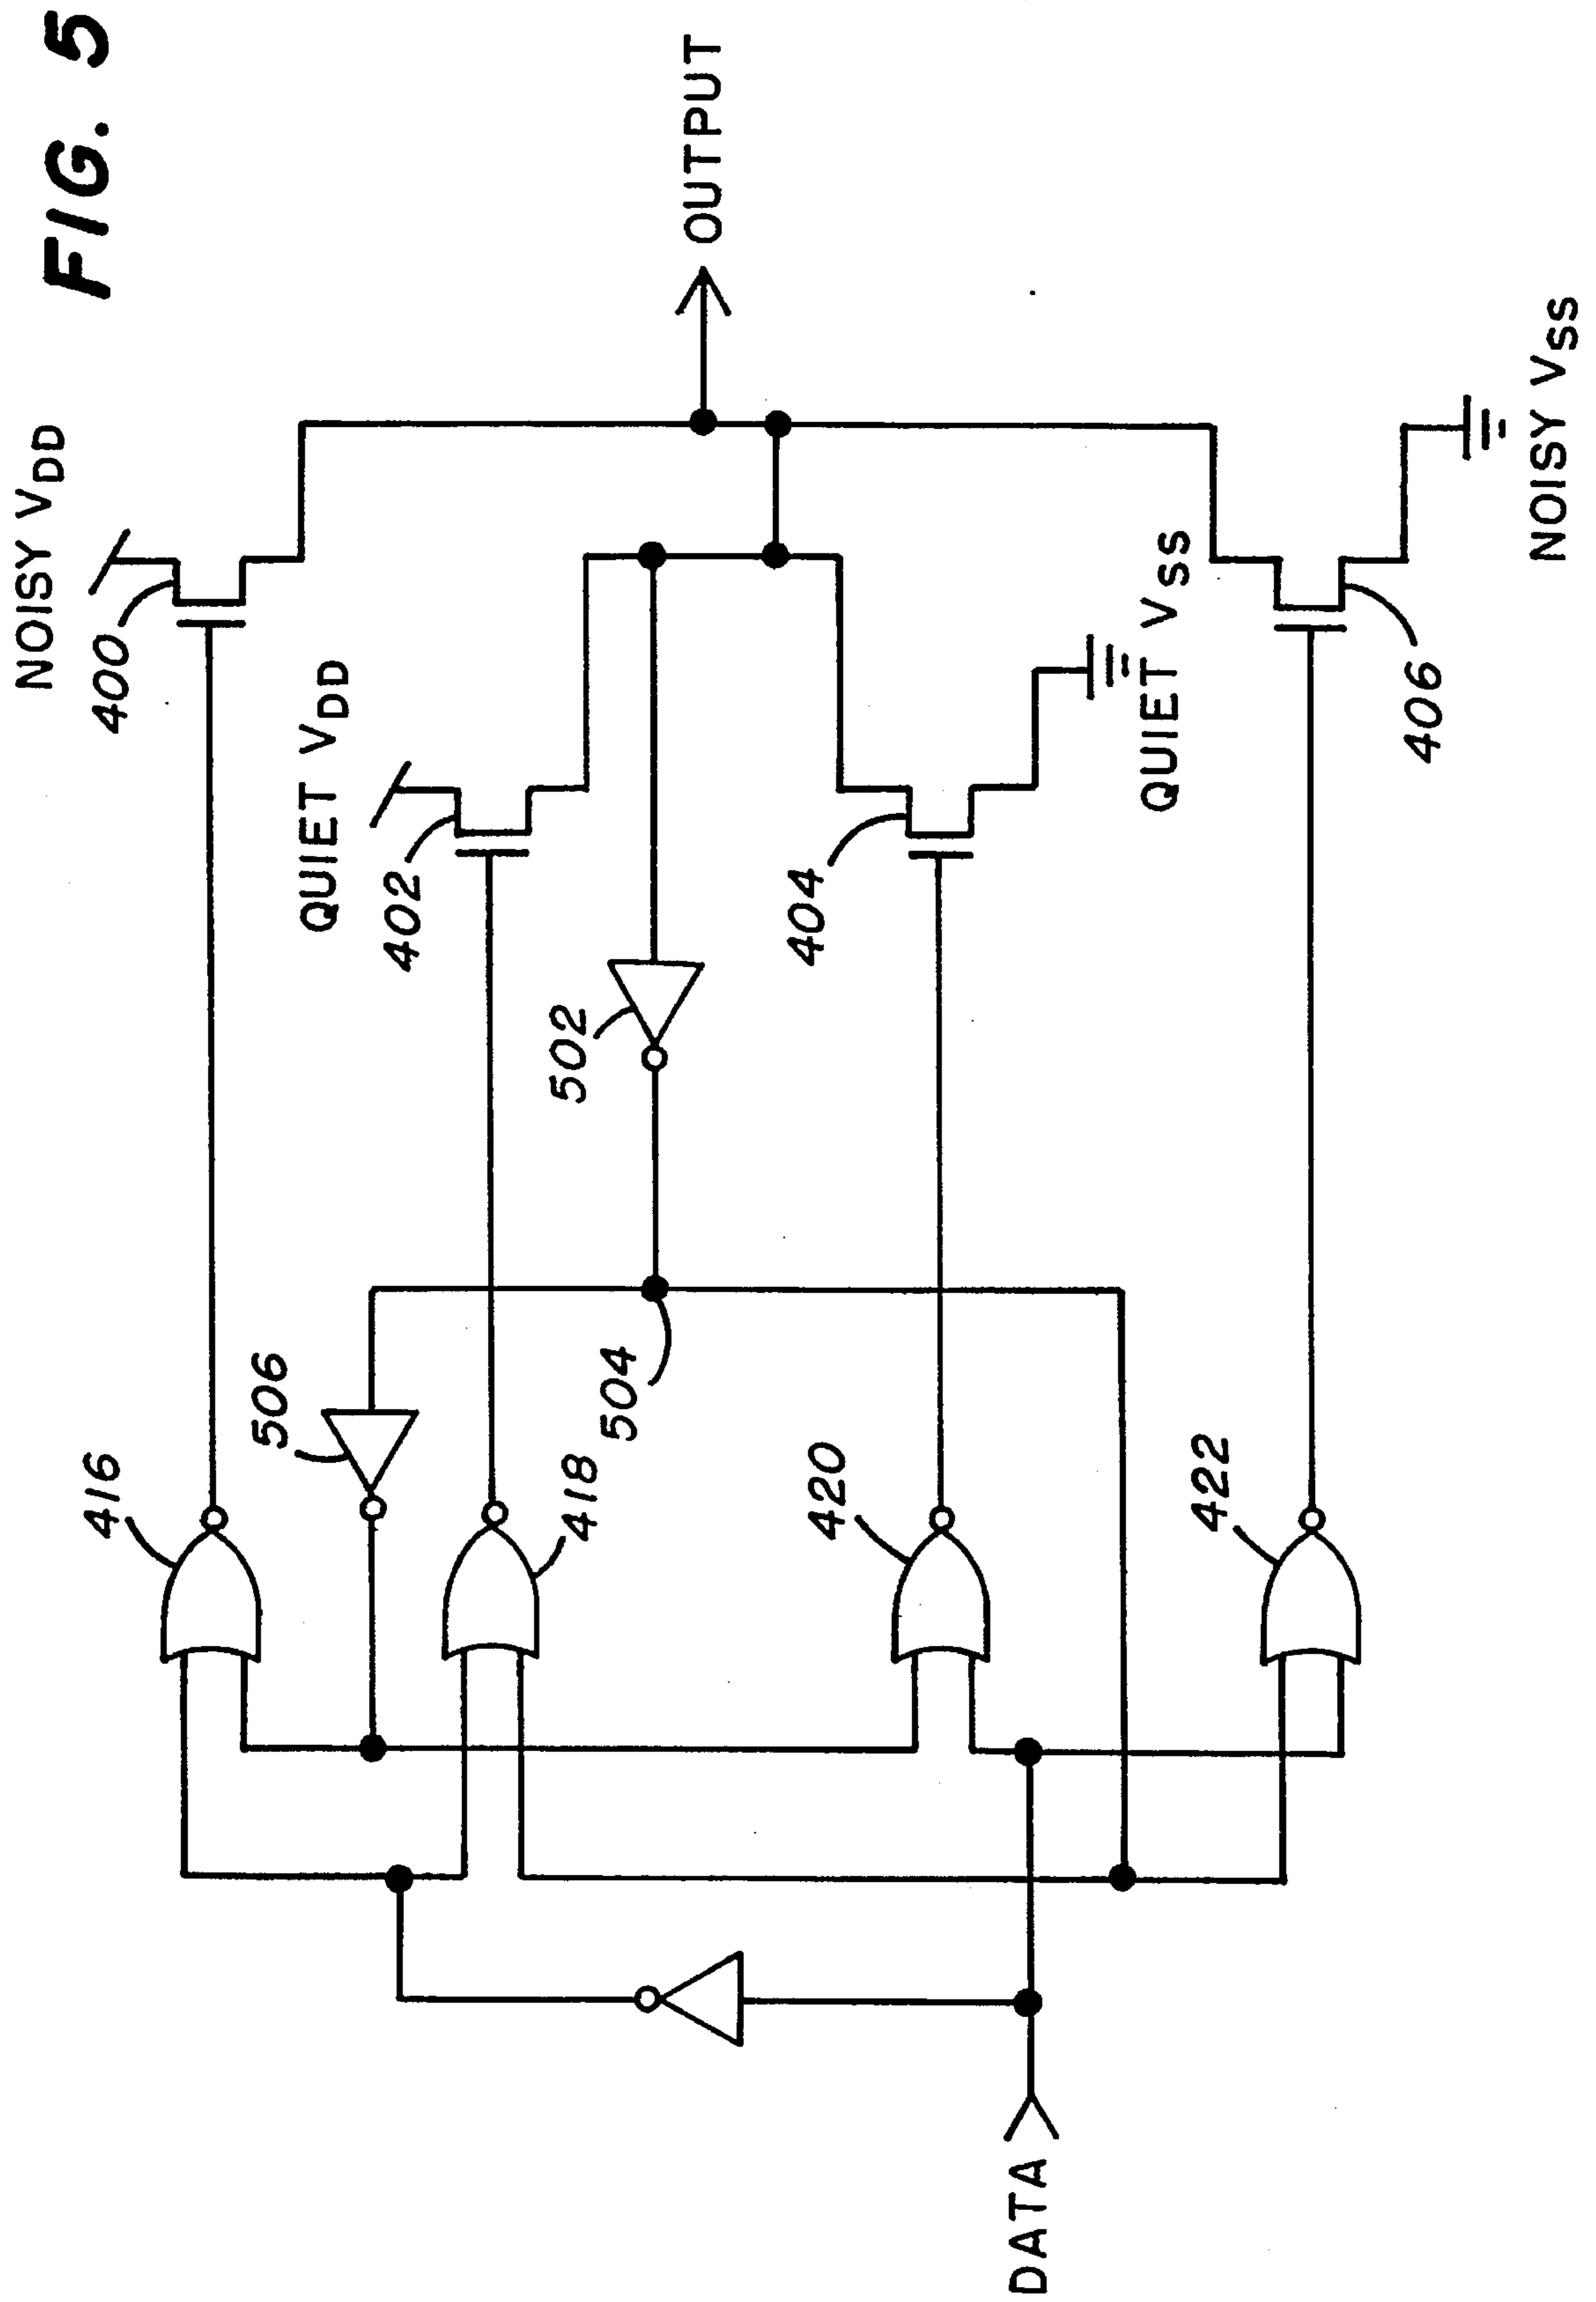 FIG. 5
NOISY VDD
400
QUIET VDD
402
416
506
418
502
504
OUTPUT
404
420
QUIET VSS
422
406
NOISY VSS
DATA